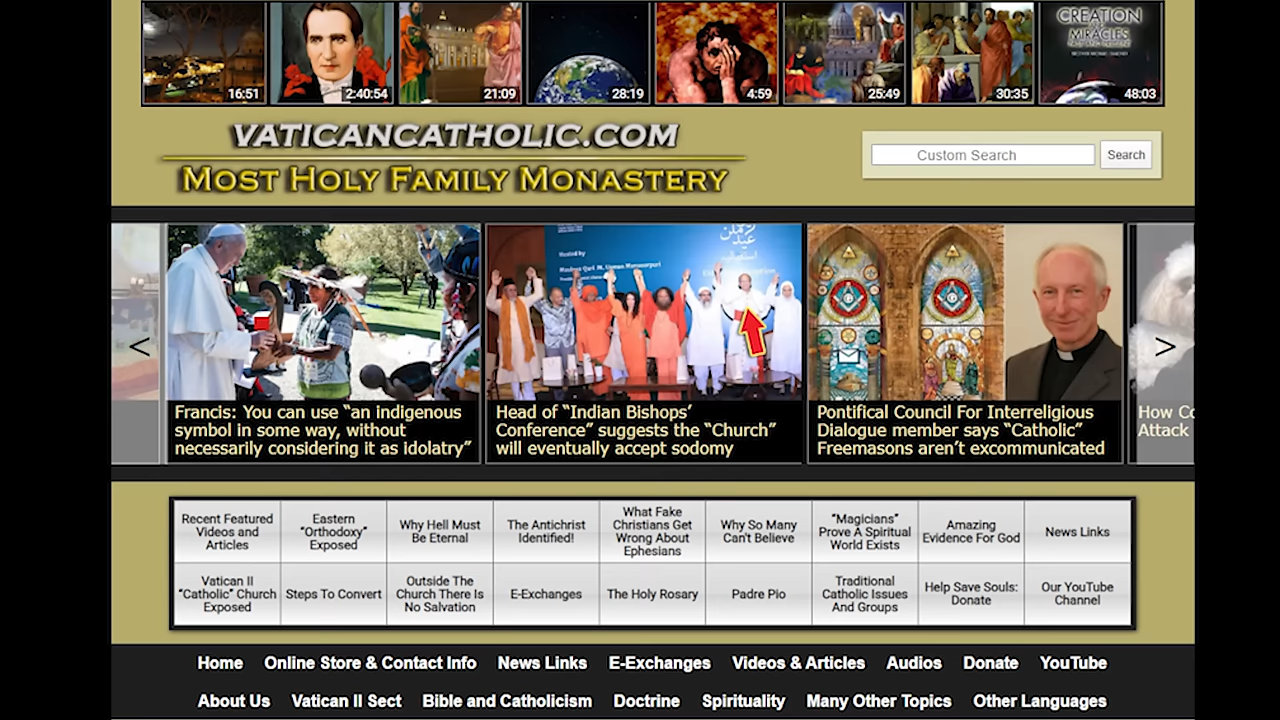 CREATION
MIRACLES
16:51
2:40:54
21:09
28:19
4:59
25:49
30:35
48:03
VATICANCATHOLIC.COM
MOST HOLY FAMILY MONASTERY
Custom Search
Search
Hosted by
<
>
Francis: You can use “an indigenous
symbol in some way, without
necessarily considering it as idolatry”
Head of “Indian Bishops’
Conference” suggests the “Church”
will eventually accept sodomy
Pontifical Council For Interreligious
Dialogue member says “Catholic”
Freemasons aren’t excommunicated
How
Attack
Recent Featured
Videos and
Articles
Eastern
“Orthodoxy”
Exposed
Why Hell Must
Be Eternal
The Antichrist
Identified!
What Fake
Christians Get
Wrong About
Ephesians
Why So Many
Can't Believe
“Magicians”
Prove A Spiritual
World Exists
Amazing
Evidence For God
News Links
Vatican II
“Catholic” Church
Exposed
Steps To Convert
Outside The
Church There Is
No Salvation
E-Exchanges
The Holy Rosary
Padre Pio
Traditional
Catholic Issues
And Groups
Help Save Souls:
Donate
Our YouTube
Channel
Home Online Store & Contact Info News Links E-Exchanges Videos & Articles Audios Donate YouTube
About Us Vatican II Sect Bible and Catholicism Doctrine Spirituality Many Other Topics Other Languages